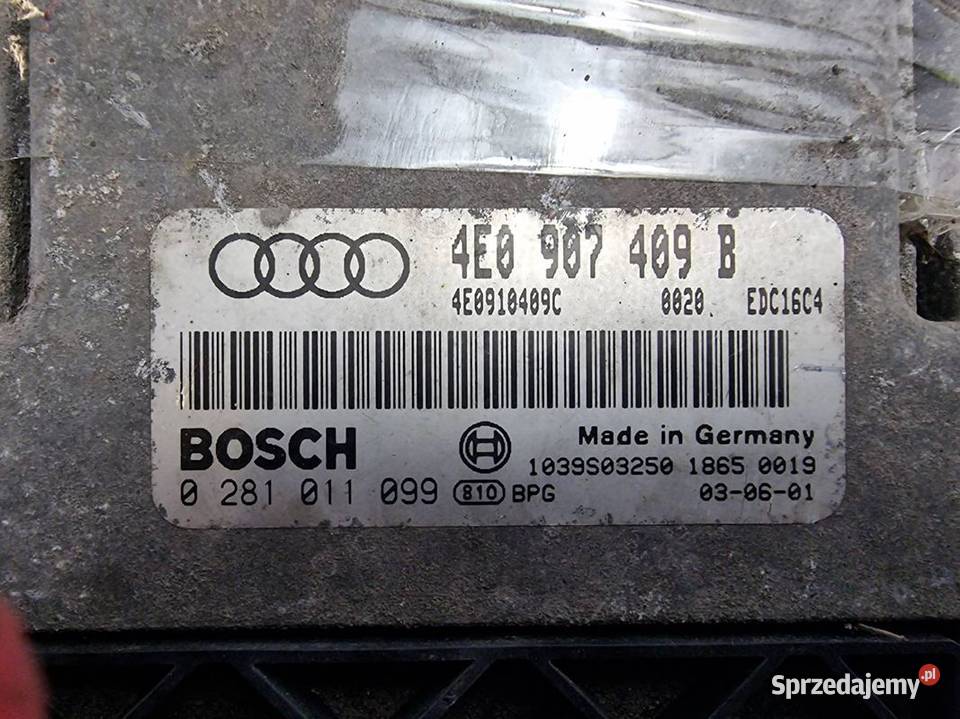 4E0 907 409 B
4E0910409C 0020 EDC16C4
BOSCH
Made in Germany
1039S03250 1865 0019
0 281 011 099 810 BPG 03-06-01
Sprzedajemy.pl